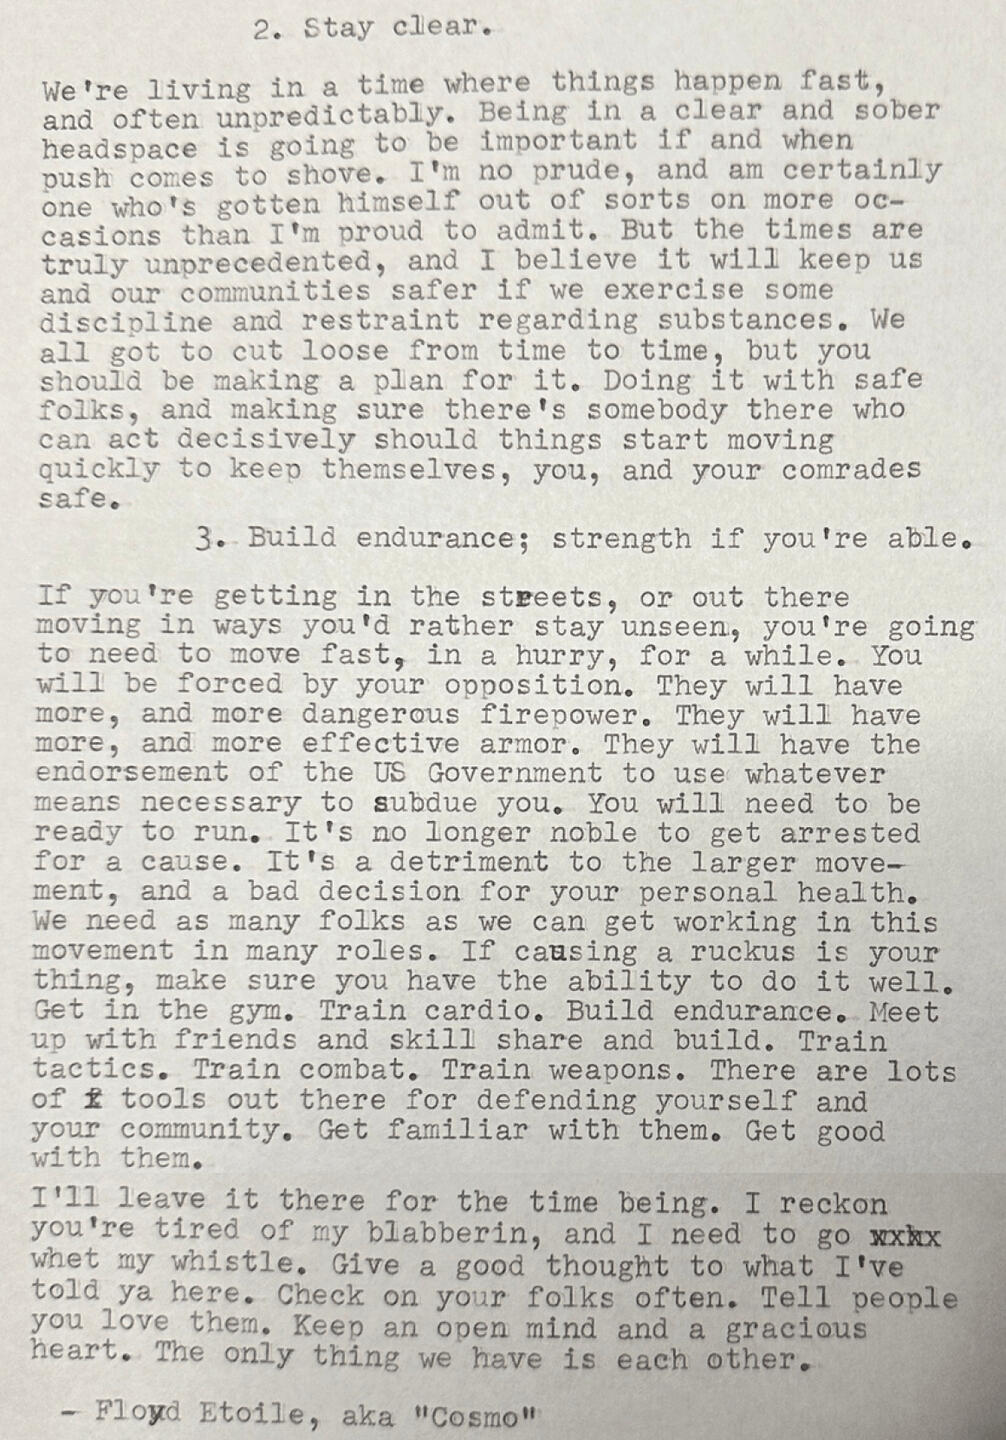 2. Stay clear.
We're living in a time where things happen fast,
and often unpredictably. Being in a clear and sober
headspace is going to be important if and when
push comes to shove. I'm no prude, and am certainly
one who's gotten himself out of sorts on more oc-
casions than I'm proud to admit. But the times are
truly unprecedented, and I believe it will keep us
and our communities safer if we exercise some
discipline and restraint regarding substances. We
all got to cut loose from time to time, but you
should be making a plan for it. Doing it with safe
folks, and making sure there's somebody there who
can act decisively should things start moving
quickly to keep themselves, you, and your comrades
safe.
3. Build endurance; strength if you're able.
If you're getting in the streets, or out there
moving in ways you'd rather stay unseen, you're going
to need to move fast, in a hurry, for a while. You
will be forced by your opposition. They will have
more, and more dangerous firepower. They will have
more, and more effective armor. They will have the
endorsement of the US Government to use whatever
means necessary to subdue you. You will need to be
ready to run. It's no longer noble to get arrested
for a cause. It's a detriment to the larger move-
ment, and a bad decision for your personal health.
We need as many folks as we can get working in this
movement in many roles. If causing a ruckus is your
thing, make sure you have the ability to do it well.
Get in the gym. Train cardio. Build endurance. Meet
up with friends and skill share and build. Train
tactics. Train combat. Train weapons. There are lots
of tools out there for defending yourself and
your community. Get familiar with them. Get good
with them.
I'll leave it there for the time being. I reckon
you're tired of my blabberin, and I need to go
whet my whistle. Give a good thought to what I've
told ya here. Check on your folks often. Tell people
you love them. Keep an open mind and a gracious
heart. The only thing we have is each other.
- Floyd Etoile, aka "Cosmo"